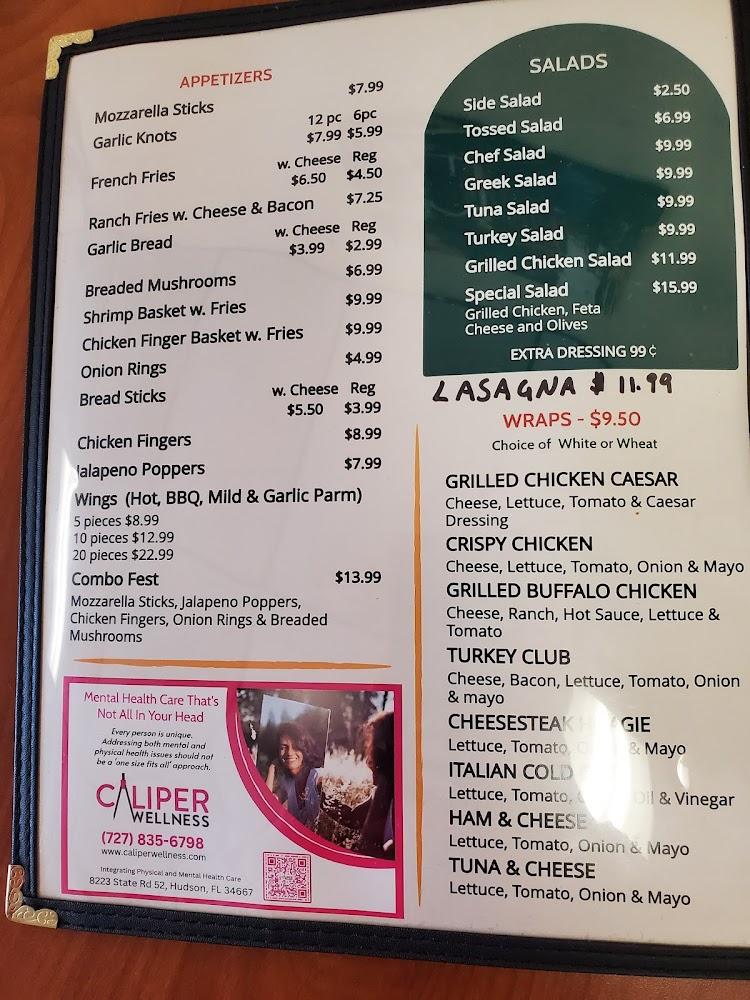 APPETIZERS
Mozzarella Sticks $7.99
12 pc 6pc
Garlic Knots $7.99 $5.99
w. Cheese Reg
French Fries $6.50 $4.50
Ranch Fries w. Cheese & Bacon $7.25
w. Cheese Reg
Garlic Bread $3.99 $2.99
Breaded Mushrooms $6.99
Shrimp Basket w. Fries $9.99
Chicken Finger Basket w. Fries $9.99
Onion Rings $4.99
w. Cheese Reg
Bread Sticks $5.50 $3.99
Chicken Fingers $8.99
Jalapeno Poppers $7.99
Wings (Hot, BBQ, Mild & Garlic Parm)
5 pieces $8.99
10 pieces $12.99
20 pieces $22.99
Combo Fest $13.99
Mozzarella Sticks, Jalapeno Poppers,
Chicken Fingers, Onion Rings & Breaded
Mushrooms
Mental Health Care That's
Not All In Your Head
Every person is unique.
Addressing both mental and
physical health issues should not
be a 'one size fits all' approach.
CALIPER
WELLNESS
(727) 835-6798
www.caliperwellness.com
Integrating Physical and Mental Health Care
8223 State Rd 52, Hudson, FL 34667
SALADS
Side Salad $2.50
Tossed Salad $6.99
Chef Salad $9.99
Greek Salad $9.99
Tuna Salad $9.99
Turkey Salad $9.99
Grilled Chicken Salad $11.99
Special Salad $15.99
Grilled Chicken, Feta
Cheese and Olives
EXTRA DRESSING 99¢
LASAGNA $11.99
WRAPS - $9.50
Choice of White or Wheat
GRILLED CHICKEN CAESAR
Cheese, Lettuce, Tomato & Caesar
Dressing
CRISPY CHICKEN
Cheese, Lettuce, Tomato, Onion & Mayo
GRILLED BUFFALO CHICKEN
Cheese, Ranch, Hot Sauce, Lettuce &
Tomato
TURKEY CLUB
Cheese, Bacon, Lettuce, Tomato, Onion
& mayo
CHEESESTEAK HOAGIE
Lettuce, Tomato, & Mayo
ITALIAN COLD
Lettuce, Tomato, Oil & Vinegar
HAM & CHEESE
Lettuce, Tomato, Onion & Mayo
TUNA & CHEESE
Lettuce, Tomato, Onion & Mayo